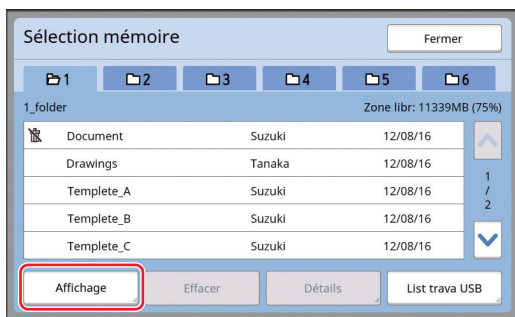 Sélection mémoire Fermer
1 2 3 4 5 6
1_folder Zone libr: 11339MB (75%)
Document Suzuki 12/08/16
Drawings Tanaka 12/08/16
Templete_A Suzuki 12/08/16
Templete_B Suzuki 12/08/16
Templete_C Suzuki 12/08/16
1
/
2
Affichage Effacer Détails List trava USB